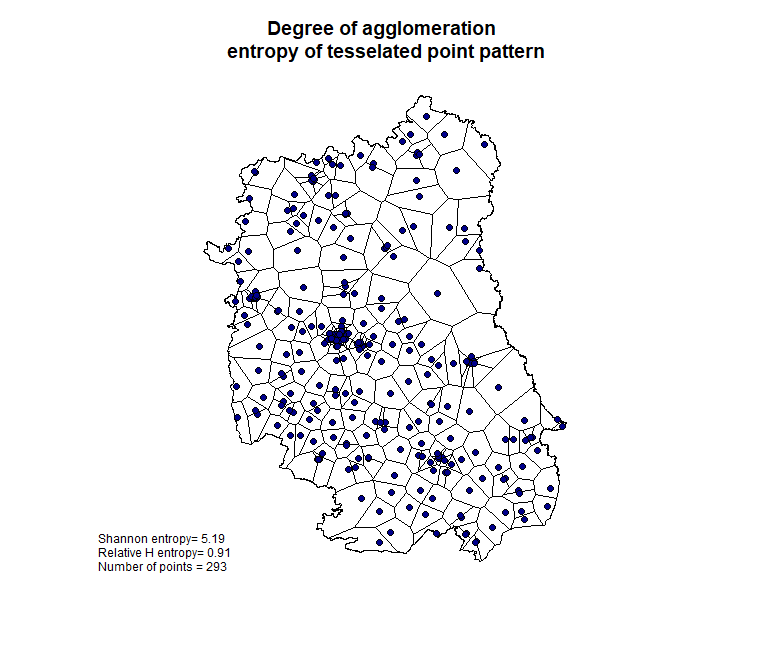 Degree of agglomeration
entropy of tesselated point pattern
Shannon entropy= 5.19
Relative H entropy= 0.91
Number of points = 293